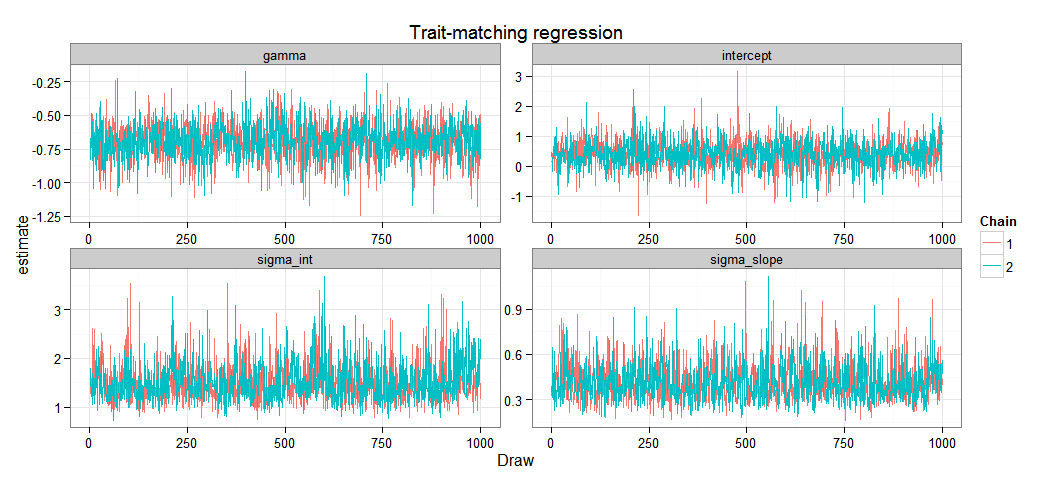 Trait-matching regression
gamma
intercept
-0.25
-0.50
-0.75
-1.00
-1.25
3
2
1
0
-1
0 250 500 750 1000
0 250 500 750 1000
estimate
sigma_int
sigma_slope
3
2
1
0.9
0.6
0.3
0 250 500 750 1000
0 250 500 750 1000
Draw
Chain
1
2